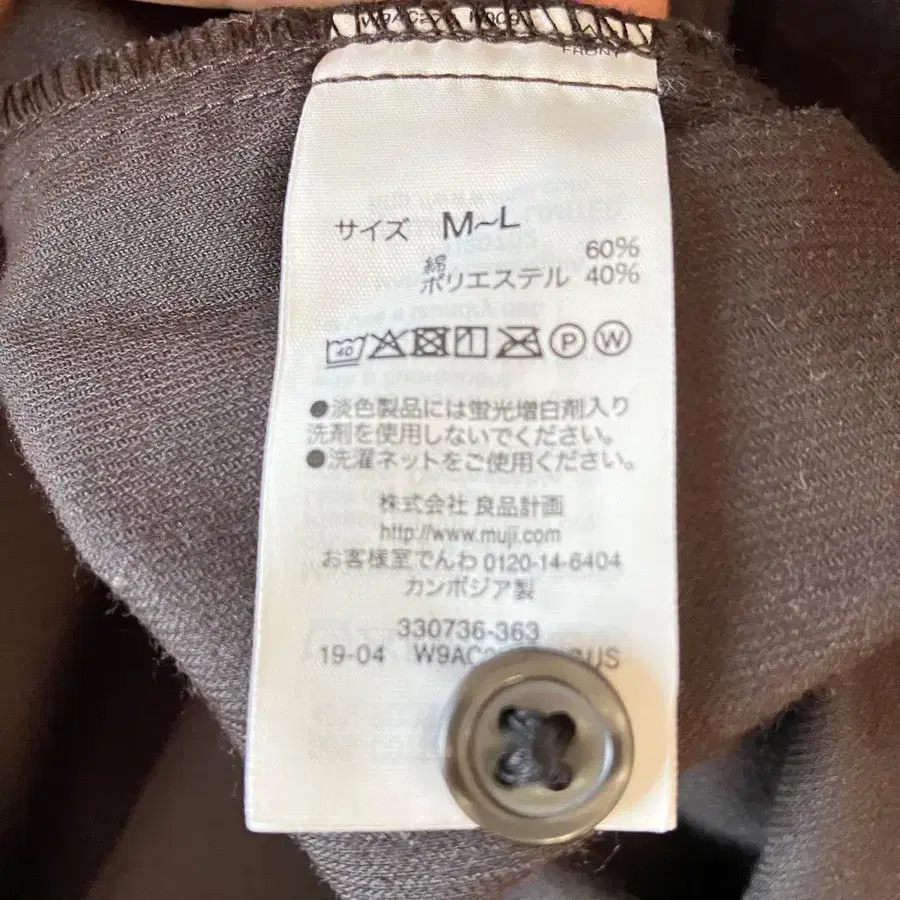 サイズ M~L
綿 60%
ポリエステル 40%
40 P W
●淡色製品には蛍光増白剤入り
洗剤を使用しないでください。
●洗濯ネットをご使用ください。
株式会社 良品計画
http://www.muji.com
お客様室でんわ 0120-14-6404
カンボジア製
330736-363
19-04